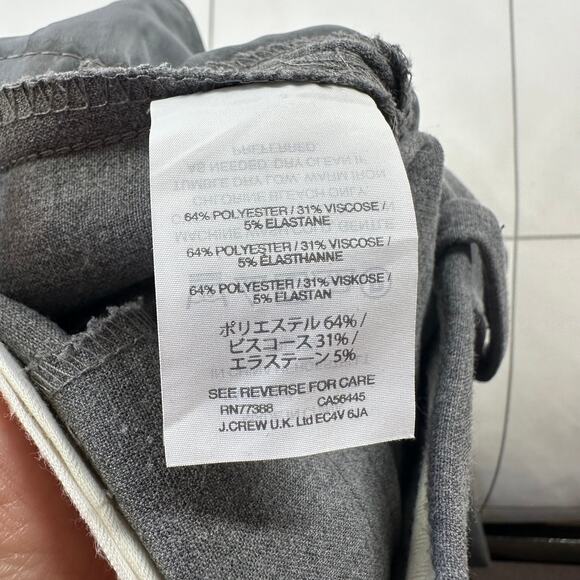 64% POLYESTER / 31% VISCOSE /
5% ELASTANE
64% POLYESTER / 31% VISCOSE /
5% ELASTHANNE
64% POLYESTER / 31% VISKOSE /
5% ELASTAN
ポリエステル 64% /
ビスコース 31% /
エラステーン 5%
SEE REVERSE FOR CARE
RN77388 CA56445
J.CREW U.K. Ltd EC4V 6JA